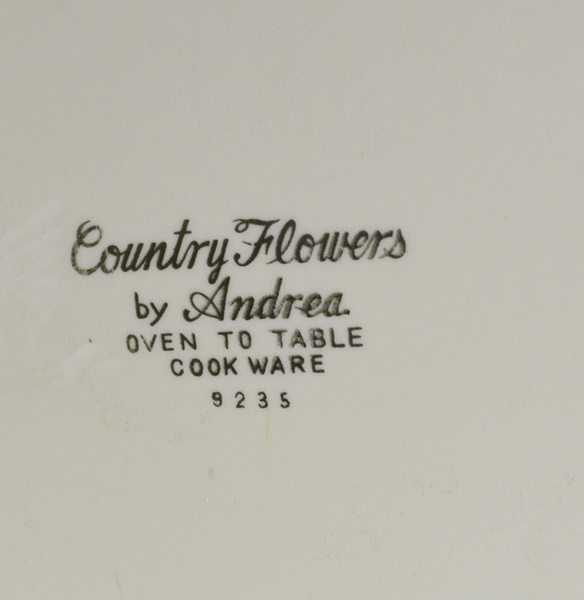 Country Flowers
by Andrea
OVEN TO TABLE
COOK WARE
9235